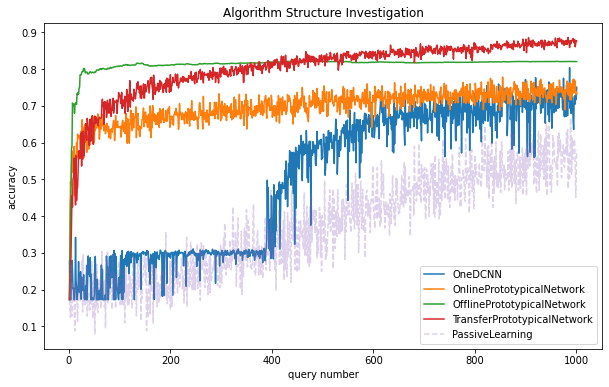 Algorithm Structure Investigation
accuracy
0.9
0.8
0.7
0.6
0.5
0.4
0.3
0.2
0.1
OneDCNN
OnlinePrototypicalNetwork
OfflinePrototypicalNetwork
TransferPrototypicalNetwork
PassiveLearning
0
200
400
600
800
1000
query number